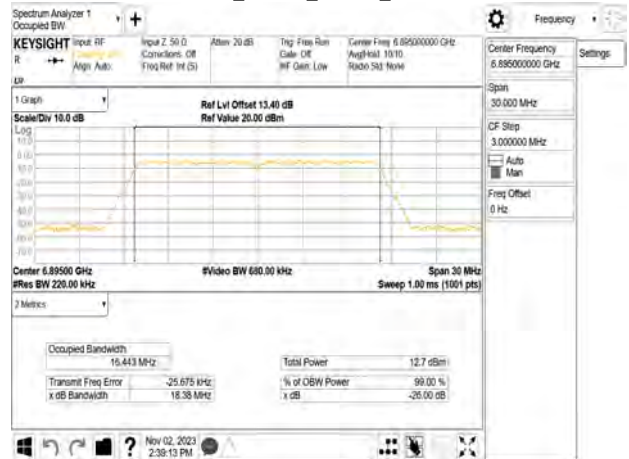 Spectrum Analyzer 1
Occupied BW
Frequency
KEYSIGHT
Input: RF
Input Z: 50 Ω
Atten: 20 dB
Trig: Free Run
Center Freq: 6.895000000 GHz
R
Corrections: Off
Gate: Off
Avg|Hold: 10/10
Align: Auto
Freq Ref: Int (S)
#IF Gain: Low
Radio Std: None
Center Frequency
6.895000000 GHz
Settings
Span
30.000 MHz
CF Step
3.000000 MHz
Auto
Man
Freq Offset
0 Hz
1 Graph
Ref Lvl Offset 13.40 dB
Scale/Div 10.0 dB
Ref Value 20.00 dBm
Log
Center 6.89500 GHz
#Video BW 680.00 kHz
Span 30 MHz
#Res BW 220.00 kHz
Sweep 1.00 ms (1001 pts)
2 Metrics
Occupied Bandwidth
16.443 MHz
Total Power
12.7 dBm
Transmit Freq Error
-25.675 kHz
% of OBW Power
99.00 %
x dB Bandwidth
18.38 MHz
x dB
-26.00 dB
?
Nov 02, 2023
2:39:13 PM